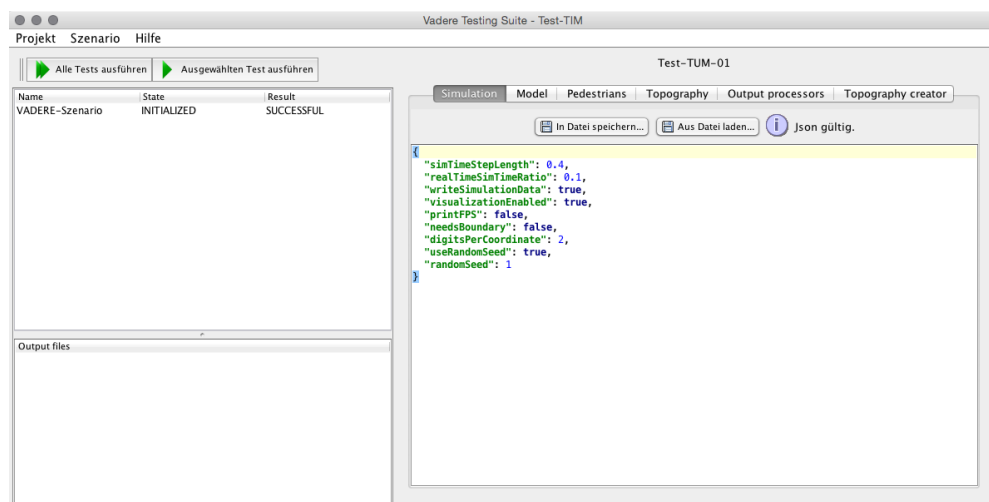 Vadere Testing Suite - Test-TIM
Projekt Szenario Hilfe
Alle Tests ausführen Ausgewählten Test ausführen
Test-TUM-01
Name State Result
VADERE-Szenario INITIALIZED SUCCESSFUL
Simulation Model Pedestrians Topography Output processors Topography creator
In Datei speichern... Aus Datei laden... i Json gültig.
{
"simTimeStepLength": 0.4,
"realTimeSimTimeRatio": 0.1,
"writeSimulationData": true,
"visualizationEnabled": true,
"printFPS": false,
"needsBoundary": false,
"digitsPerCoordinate": 2,
"useRandomSeed": true,
"randomSeed": 1
}
Output files